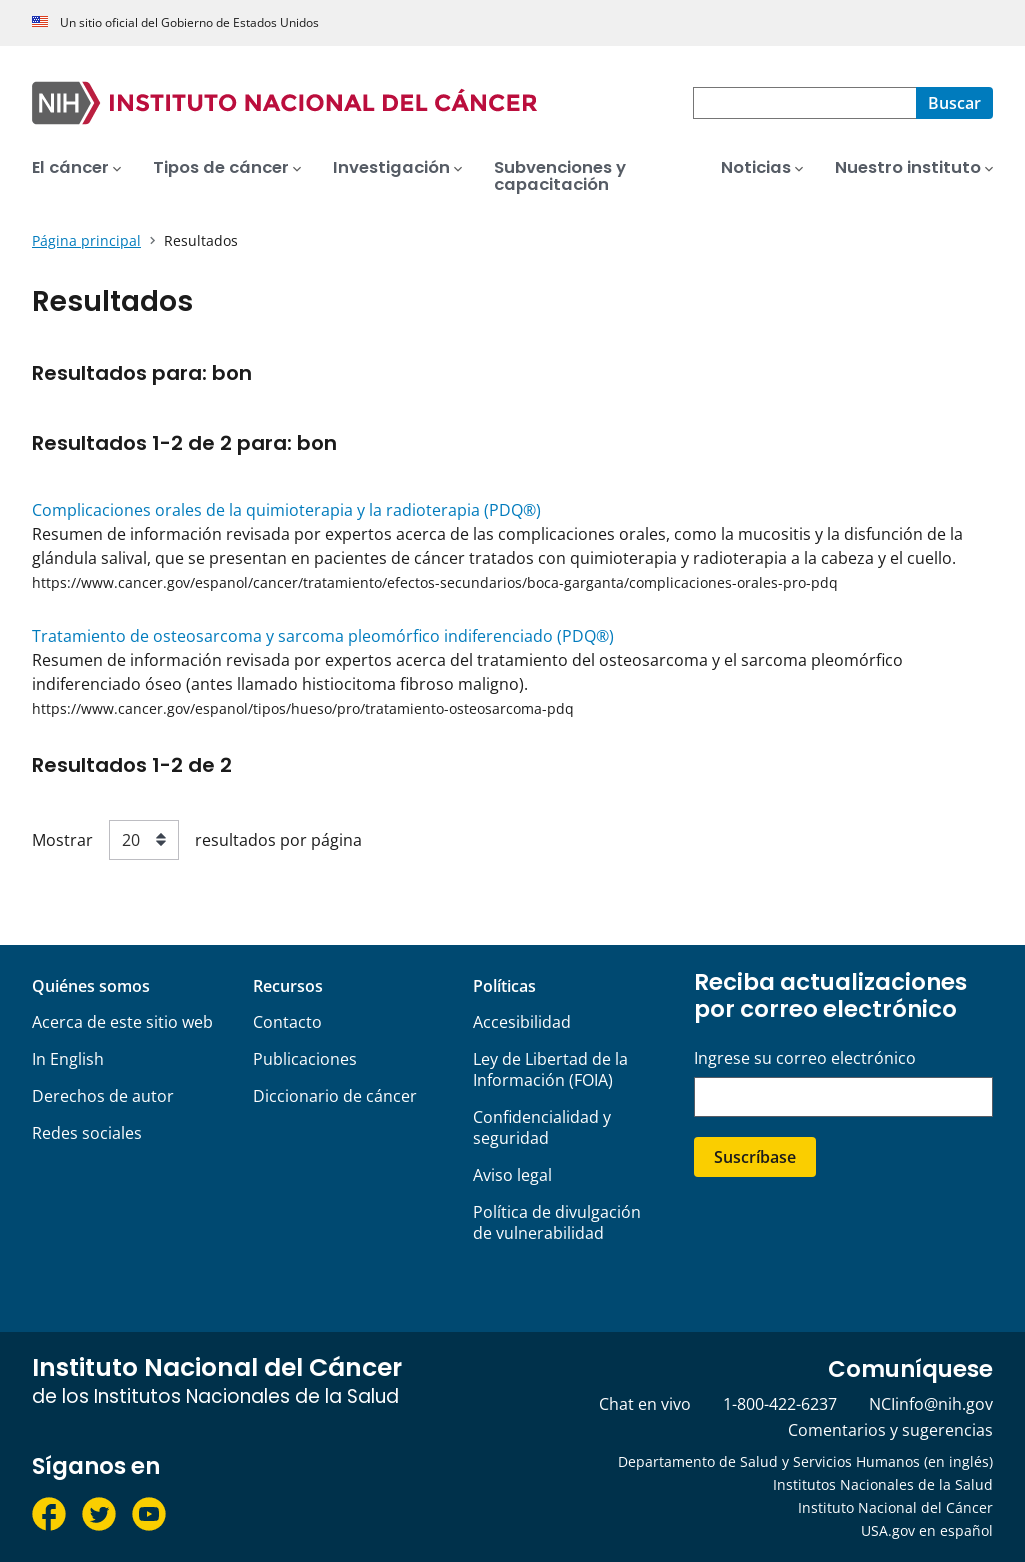 Un sitio oficial del Gobierno de Estados Unidos
NIH INSTITUTO NACIONAL DEL CÁNCER
Buscar
El cáncer
Tipos de cáncer
Investigación
Subvenciones y
capacitación
Noticias
Nuestro instituto
Página principal
Resultados
Resultados
Resultados para: bon
Resultados 1-2 de 2 para: bon
Complicaciones orales de la quimioterapia y la radioterapia (PDQ®)
Resumen de información revisada por expertos acerca de las complicaciones orales, como la mucositis y la disfunción de la
glándula salival, que se presentan en pacientes de cáncer tratados con quimioterapia y radioterapia a la cabeza y el cuello.
https://www.cancer.gov/espanol/cancer/tratamiento/efectos-secundarios/boca-garganta/complicaciones-orales-pro-pdq
Tratamiento de osteosarcoma y sarcoma pleomórfico indiferenciado (PDQ®)
Resumen de información revisada por expertos acerca del tratamiento del osteosarcoma y el sarcoma pleomórfico
indiferenciado óseo (antes llamado histiocitoma fibroso maligno).
https://www.cancer.gov/espanol/tipos/hueso/pro/tratamiento-osteosarcoma-pdq
Resultados 1-2 de 2
Mostrar 20 resultados por página
Quiénes somos
Acerca de este sitio web
In English
Derechos de autor
Redes sociales
Recursos
Contacto
Publicaciones
Diccionario de cáncer
Políticas
Accesibilidad
Ley de Libertad de la
Información (FOIA)
Confidencialidad y
seguridad
Aviso legal
Política de divulgación
de vulnerabilidad
Reciba actualizaciones
por correo electrónico
Ingrese su correo electrónico
Suscríbase
Instituto Nacional del Cáncer
de los Institutos Nacionales de la Salud
Síganos en
Comuníquese
Chat en vivo 1-800-422-6237 NCIinfo@nih.gov
Comentarios y sugerencias
Departamento de Salud y Servicios Humanos (en inglés)
Institutos Nacionales de la Salud
Instituto Nacional del Cáncer
USA.gov en español